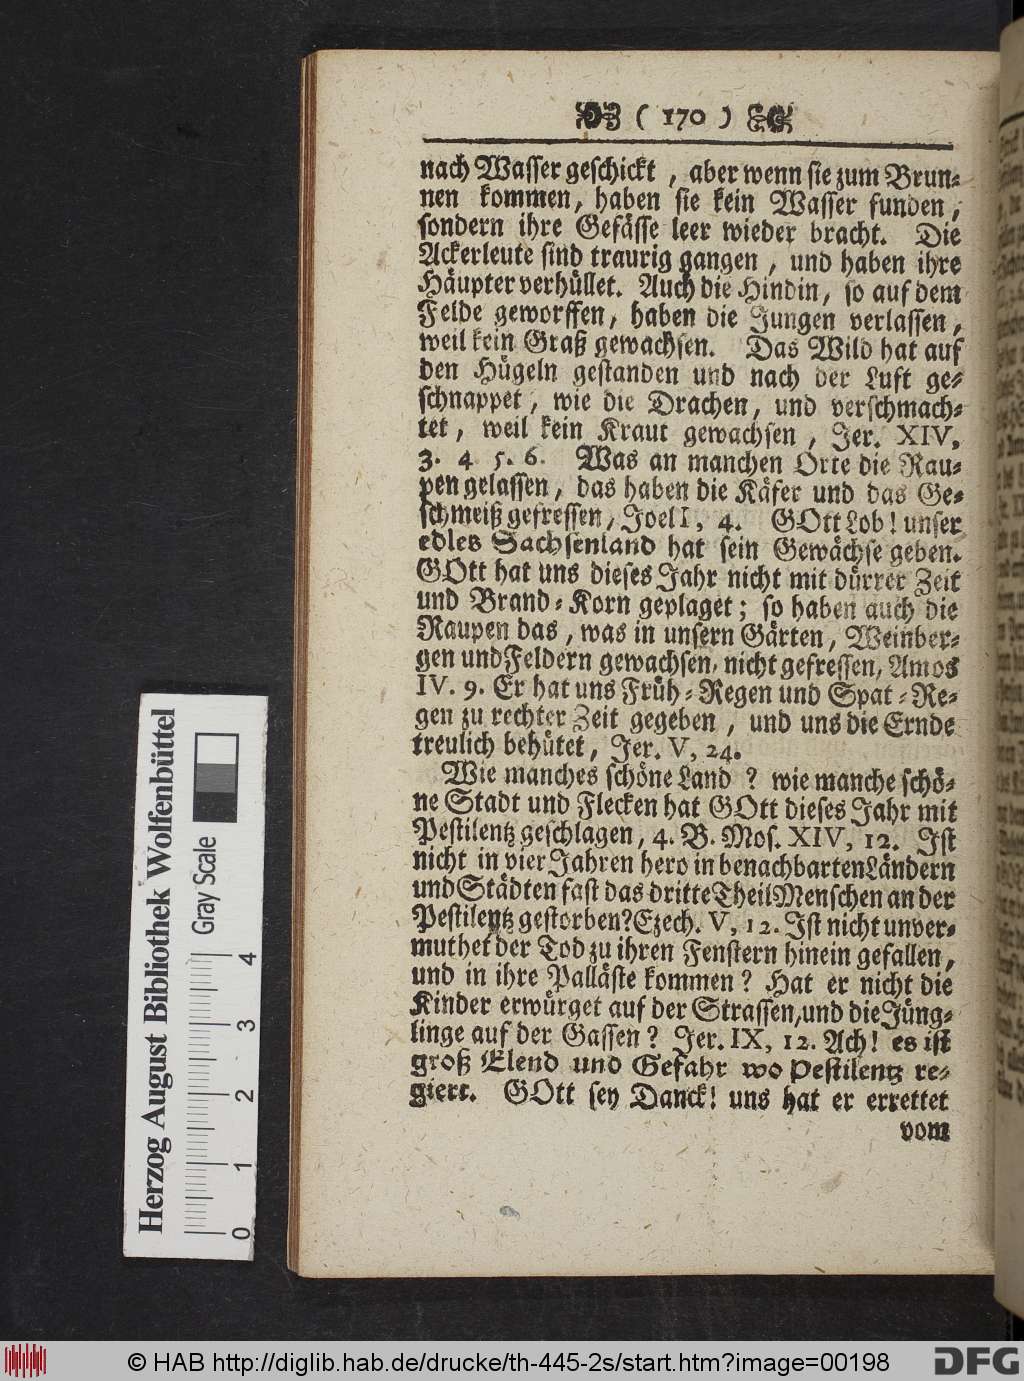 ( 170 )
nach Wasser geschickt, aber wenn sie zum Brun-
nen kommen, haben sie kein Wasser funden,
sondern ihre Gefässe leer wieder bracht. Die
Ackerleute sind traurig gangen, und haben ihre
Häupter verhüllet. Auch die Hindin, so auf dem
Felde geworffen, haben die Jungen verlassen,
weil kein Graß gewachsen. Das Wild hat auf
den Hügeln gestanden und nach der Luft ge-
schnappet, wie die Drachen, und verschmach-
tet, weil kein Kraut gewachsen, Jer. XIV,
3. 4 5. 6. Was an manchen Orte die Rau-
pen gelassen, das haben die Käfer und das Ge-
schmeiß gefressen, Joel I, 4. GOtt Lob! unser
edles Sachsenland hat sein Gewächse geben.
GOtt hat uns dieses Jahr nicht mit dürrer Zeit
und Brand-Korn geplaget; so haben auch die
Raupen das, was in unsern Gärten, Weinber-
gen und Feldern gewachsen, nicht gefressen, Amos
IV. 9. Er hat uns Früh-Regen und Spat-Re-
gen zu rechter Zeit gegeben, und uns die Ernde
treulich behütet, Jer. V, 24.
Wie manches schöne Land? wie manche schö-
ne Stadt und Flecken hat GOtt dieses Jahr mit
Pestilentz geschlagen, 4. B. Mos. XIV, 12. Ist
nicht in vier Jahren hero in benachbarten Ländern
und Städten fast das dritte Theil Menschen an der
Pestilentz gestorben? Ezech. V, 12. Ist nicht unver-
muthet der Tod zu ihren Fenstern hinein gefallen,
und in ihre Palläste kommen? Hat er nicht die
Kinder erwürget auf der Strassen, und die Jüng-
linge auf der Gassen? Jer. IX, 12. Ach! es ist
groß Elend und Gefahr wo Pestilentz re-
giert. GOtt sey Danck! uns hat er errettet
vom
Herzog August Bibliothek Wolfenbüttel
Gray Scale
0 1 2 3 4
© HAB http://diglib.hab.de/drucke/th-445-2s/start.htm?image=00198
DFG